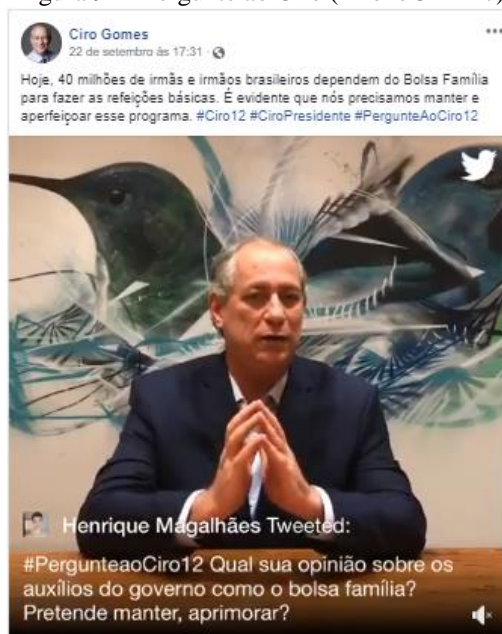 Ciro Gomes
22 de setembro às 17:31 ·
Hoje, 40 milhões de irmãs e irmãos brasileiros dependem do Bolsa Família
para fazer as refeições básicas. É evidente que nós precisamos manter e
aperfeiçoar esse programa. #Ciro12 #CiroPresidente #PergunteAoCiro12
Henrique Magalhães Tweeted:
#PergunteaoCiro12 Qual sua opinião sobre os
auxílios do governo como o bolsa família?
Pretende manter, aprimorar?